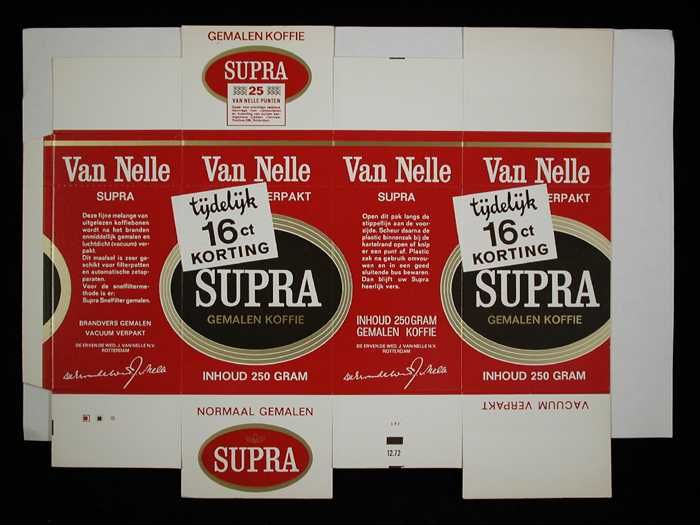 GEMALEN KOFFIE
SUPRA
25
VAN NELLE PUNTEN
Van Nelle
SUPRA
Deze fijne melange van
uitgelezen koffiebonen
wordt na het branden
onmiddellijk gemalen en
luchtdicht (vacuum) ver-
pakt.
Dit maalsel is zeer ge-
schikt voor filterpotten
en automatische zetap-
paraten.
Voor de snelfilterme-
thode is er:
Supra Snelfilter gemalen.
BRANDVERS GEMALEN
VACUUM VERPAKT
DE ERVEN DE WED. J. VAN NELLE N.V.
ROTTERDAM
Van Nelle
ERPAKT
tijdelijk
16 ct
KORTING
SUPRA
GEMALEN KOFFIE
INHOUD 250 GRAM
Van Nelle
SUPRA
Open dit pak langs de
stippellijn aan de voor-
zijde. Scheur daarna de
plastic binnenzak bij de
kartelrand open of knip
er een punt af. Plastic
zak na gebruik omvou-
wen en in een goed
sluitende bus bewaren.
Dan blijft uw Supra
heerlijk vers.
INHOUD 250 GRAM
GEMALEN KOFFIE
DE ERVEN DE WED. J. VAN NELLE N.V.
ROTTERDAM
Van Nelle
ERPAKT
tijdelijk
16 ct
KORTING
SUPRA
GEMALEN KOFFIE
INHOUD 250 GRAM
NORMAAL GEMALEN
SUPRA
12.72
VACUUM VERPAKT